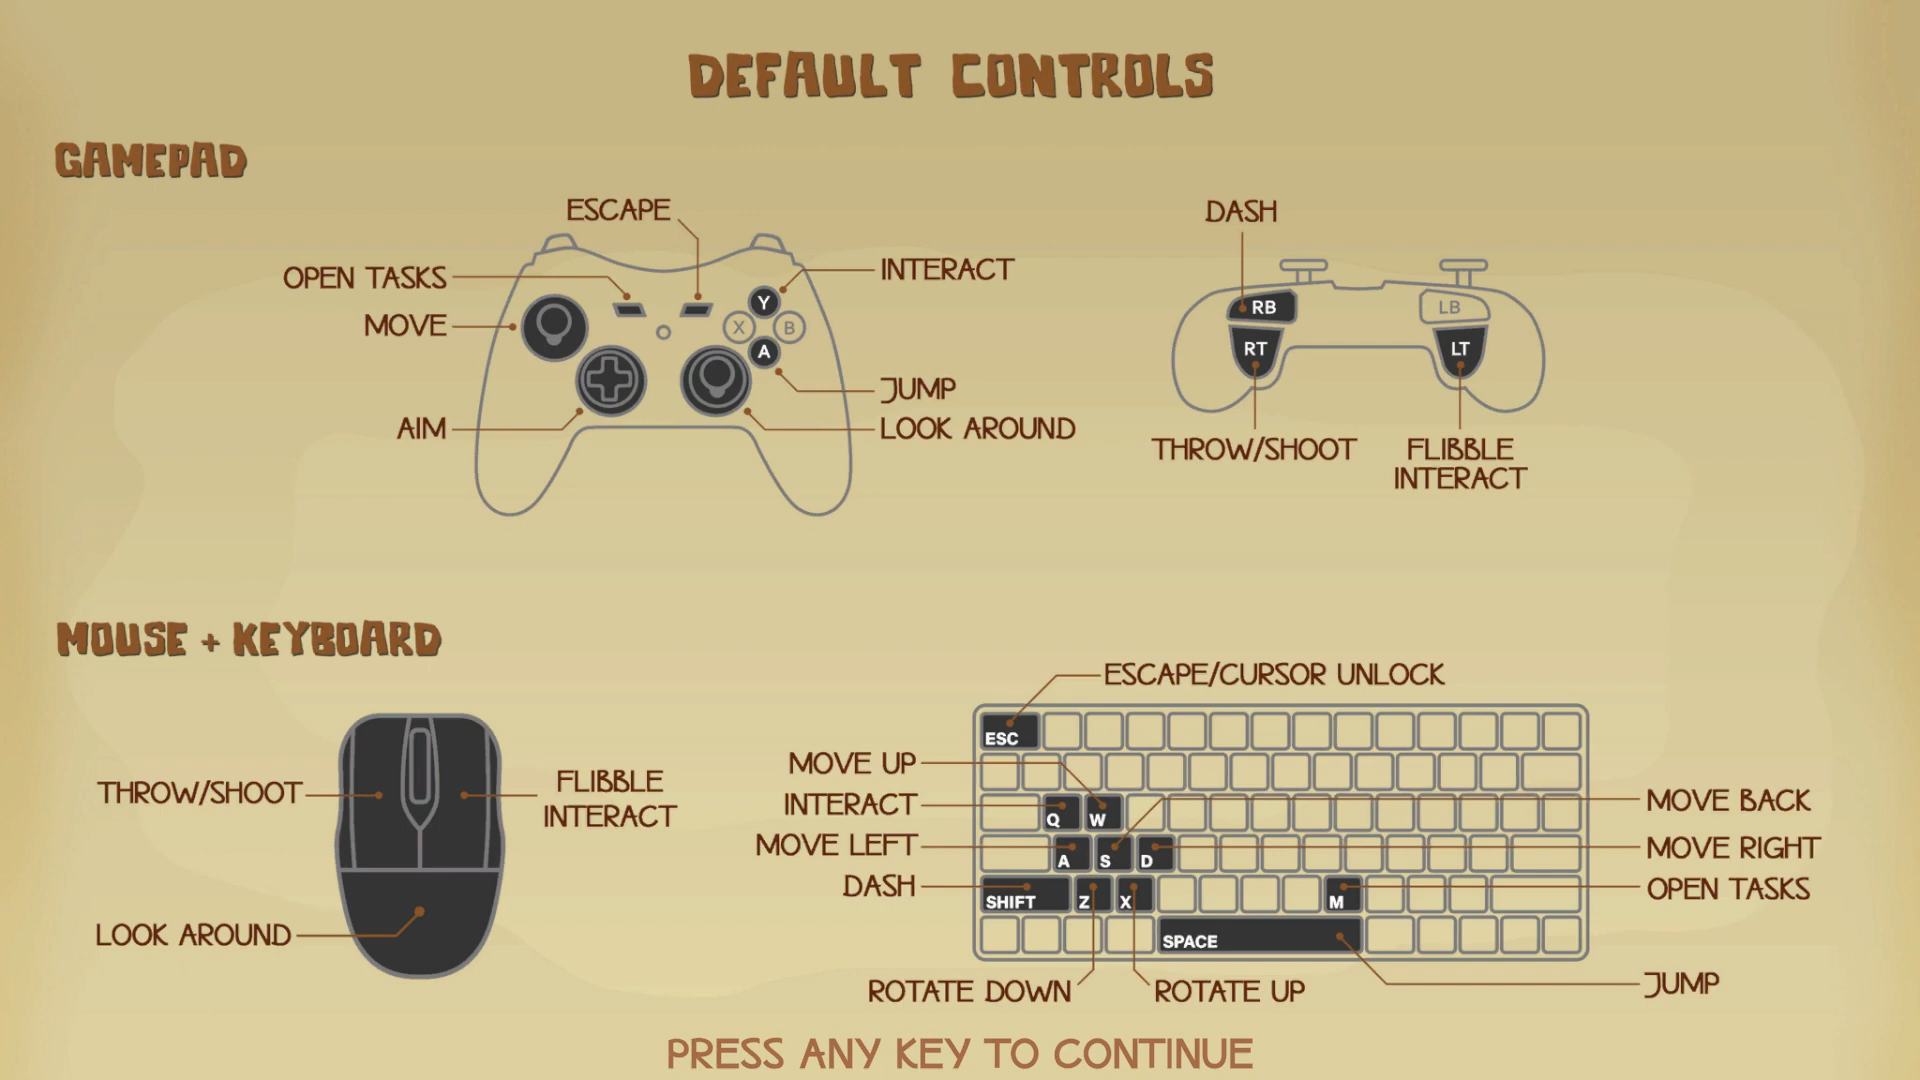 DEFAULT CONTROLS
GAMEPAD
ESCAPE
OPEN TASKS
MOVE
AIM
INTERACT
JUMP
LOOK AROUND
Y
X
B
A
DASH
RB
LB
RT
LT
THROW/SHOOT
FLIBBLE
INTERACT
MOUSE + KEYBOARD
THROW/SHOOT
FLIBBLE
INTERACT
LOOK AROUND
ESCAPE/CURSOR UNLOCK
MOVE UP
INTERACT
MOVE LEFT
DASH
ESC
Q
W
A
S
D
SHIFT
Z
X
M
SPACE
MOVE BACK
MOVE RIGHT
OPEN TASKS
JUMP
ROTATE DOWN
ROTATE UP
PRESS ANY KEY TO CONTINUE